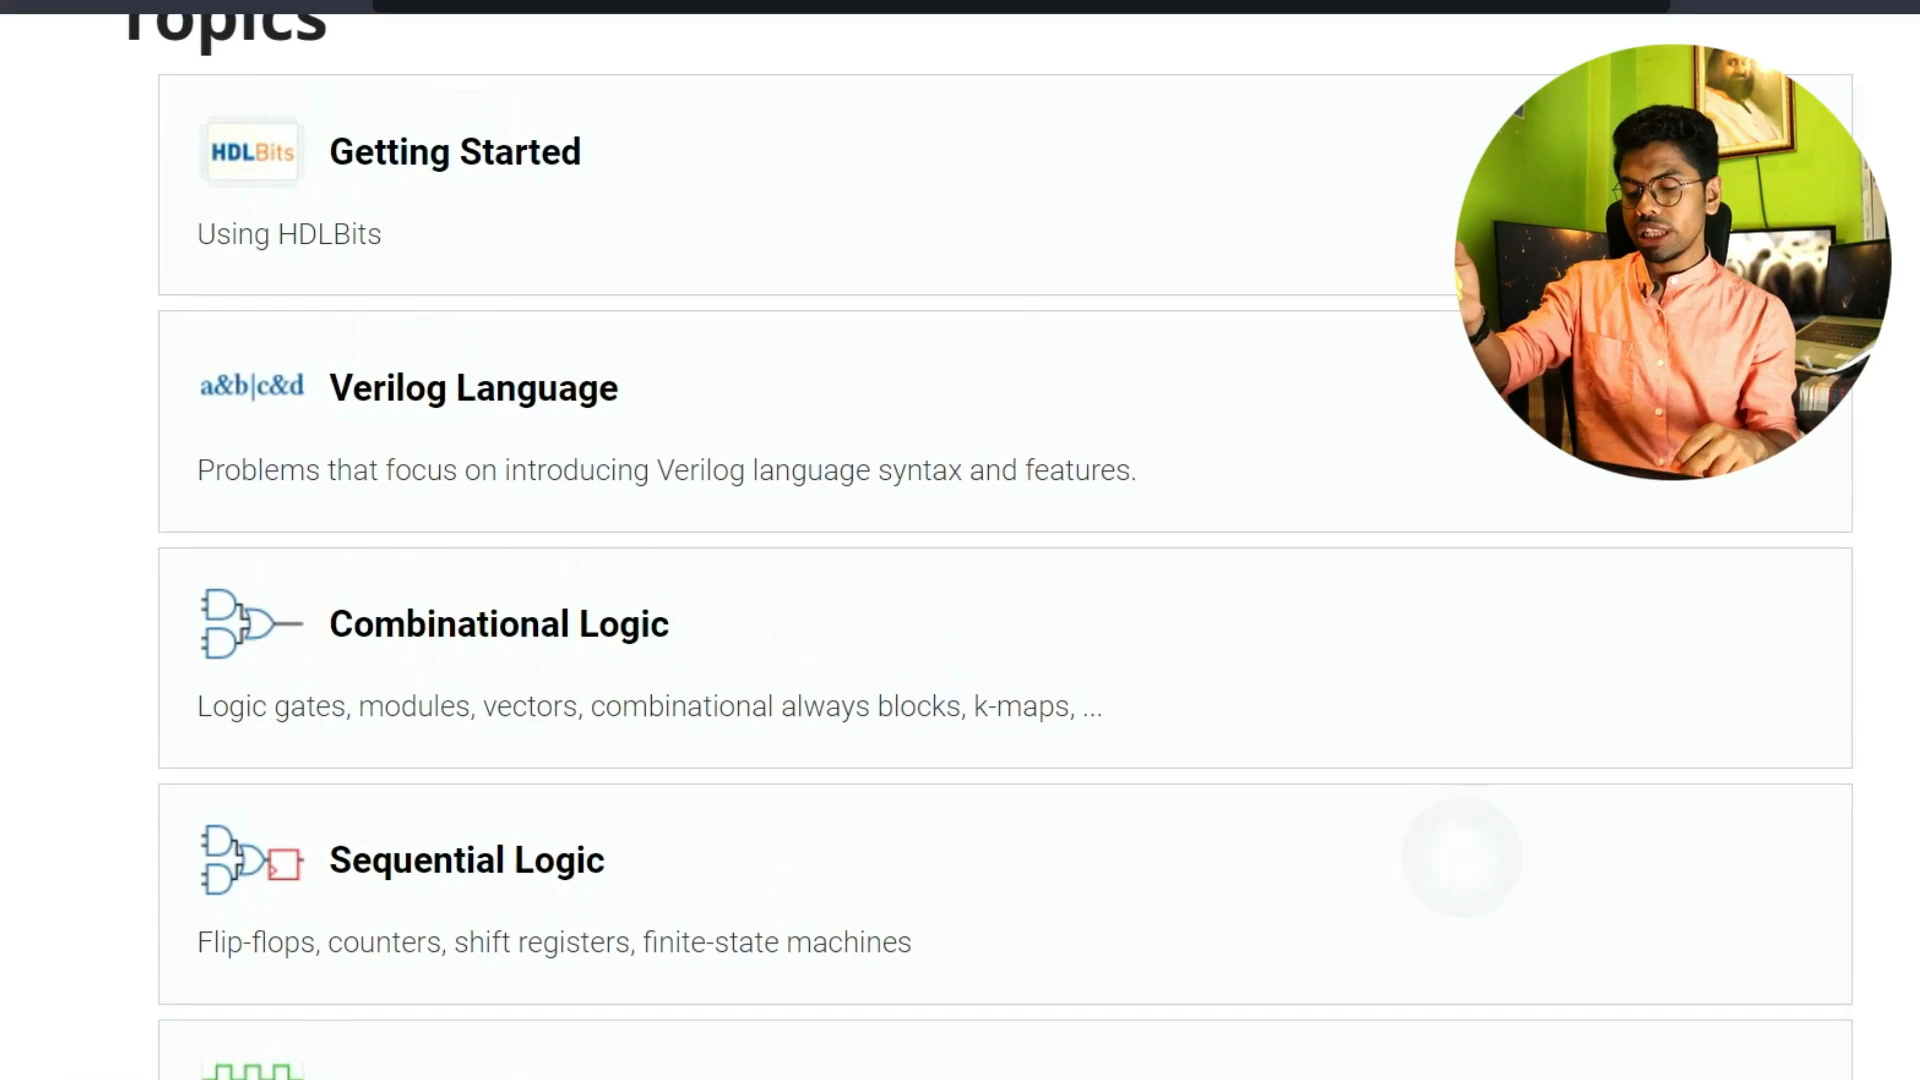 Topics
HDLBits
Getting Started
Using HDLBits
a&b|c&d
Verilog Language
Problems that focus on introducing Verilog language syntax and features.
Combinational Logic
Logic gates, modules, vectors, combinational always blocks, k-maps, ...
Sequential Logic
Flip-flops, counters, shift registers, finite-state machines